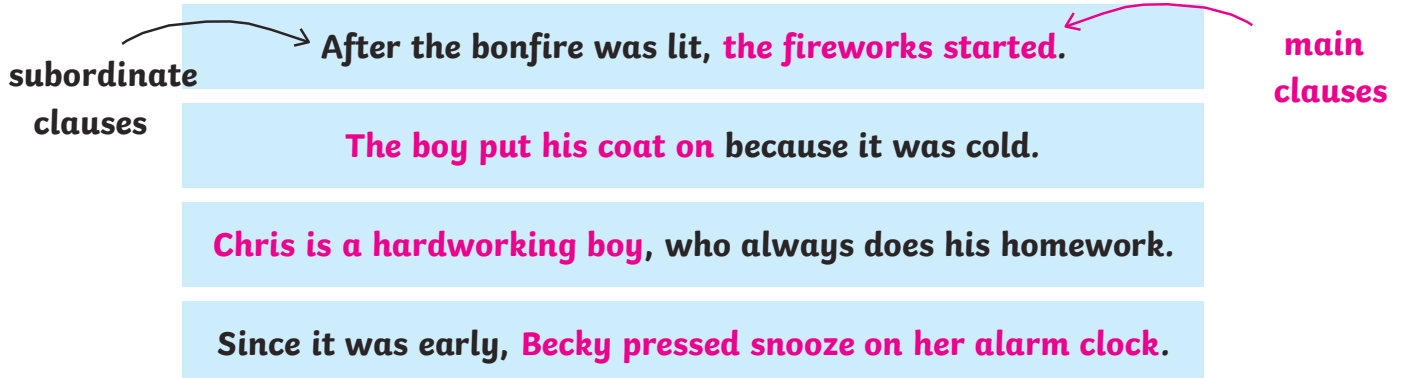 After the bonfire was lit, the fireworks started.
subordinate
clauses
main
clauses
The boy put his coat on because it was cold.
Chris is a hardworking boy, who always does his homework.
Since it was early, Becky pressed snooze on her alarm clock.